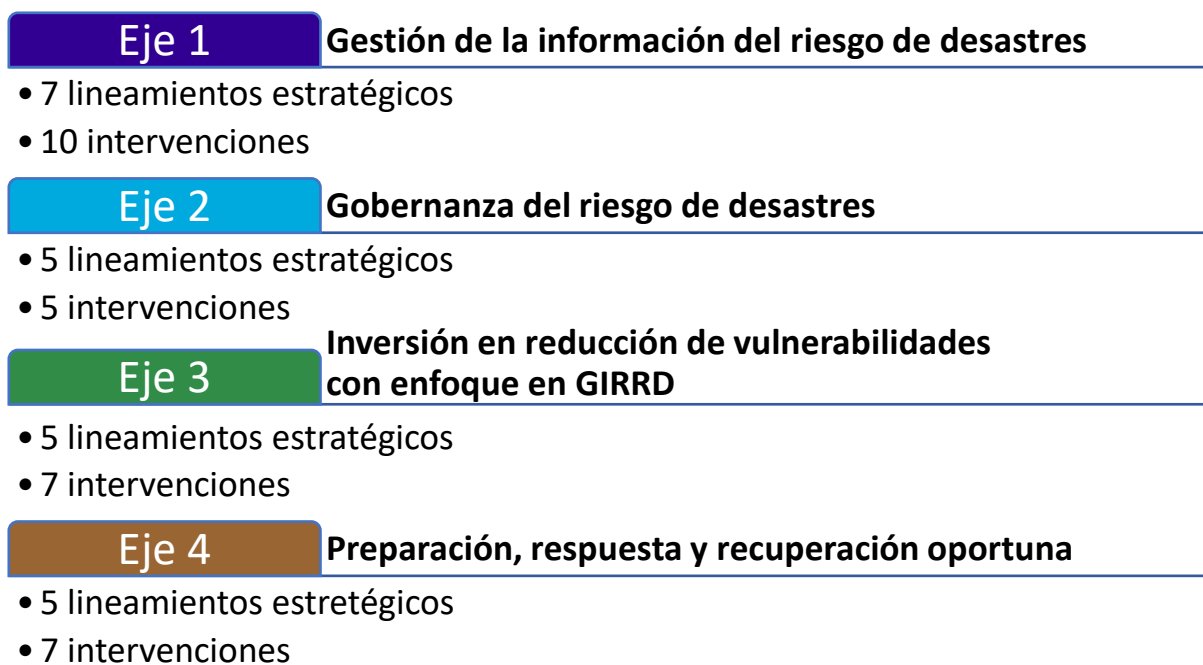 Eje 1
Gestión de la información del riesgo de desastres
• 7 lineamientos estratégicos
• 10 intervenciones
Eje 2
Gobernanza del riesgo de desastres
• 5 lineamientos estratégicos
• 5 intervenciones
Eje 3
Inversión en reducción de vulnerabilidades
con enfoque en GIRRD
• 5 lineamientos estratégicos
• 7 intervenciones
Eje 4
Preparación, respuesta y recuperación oportuna
• 5 lineamientos estretégicos
• 7 intervenciones